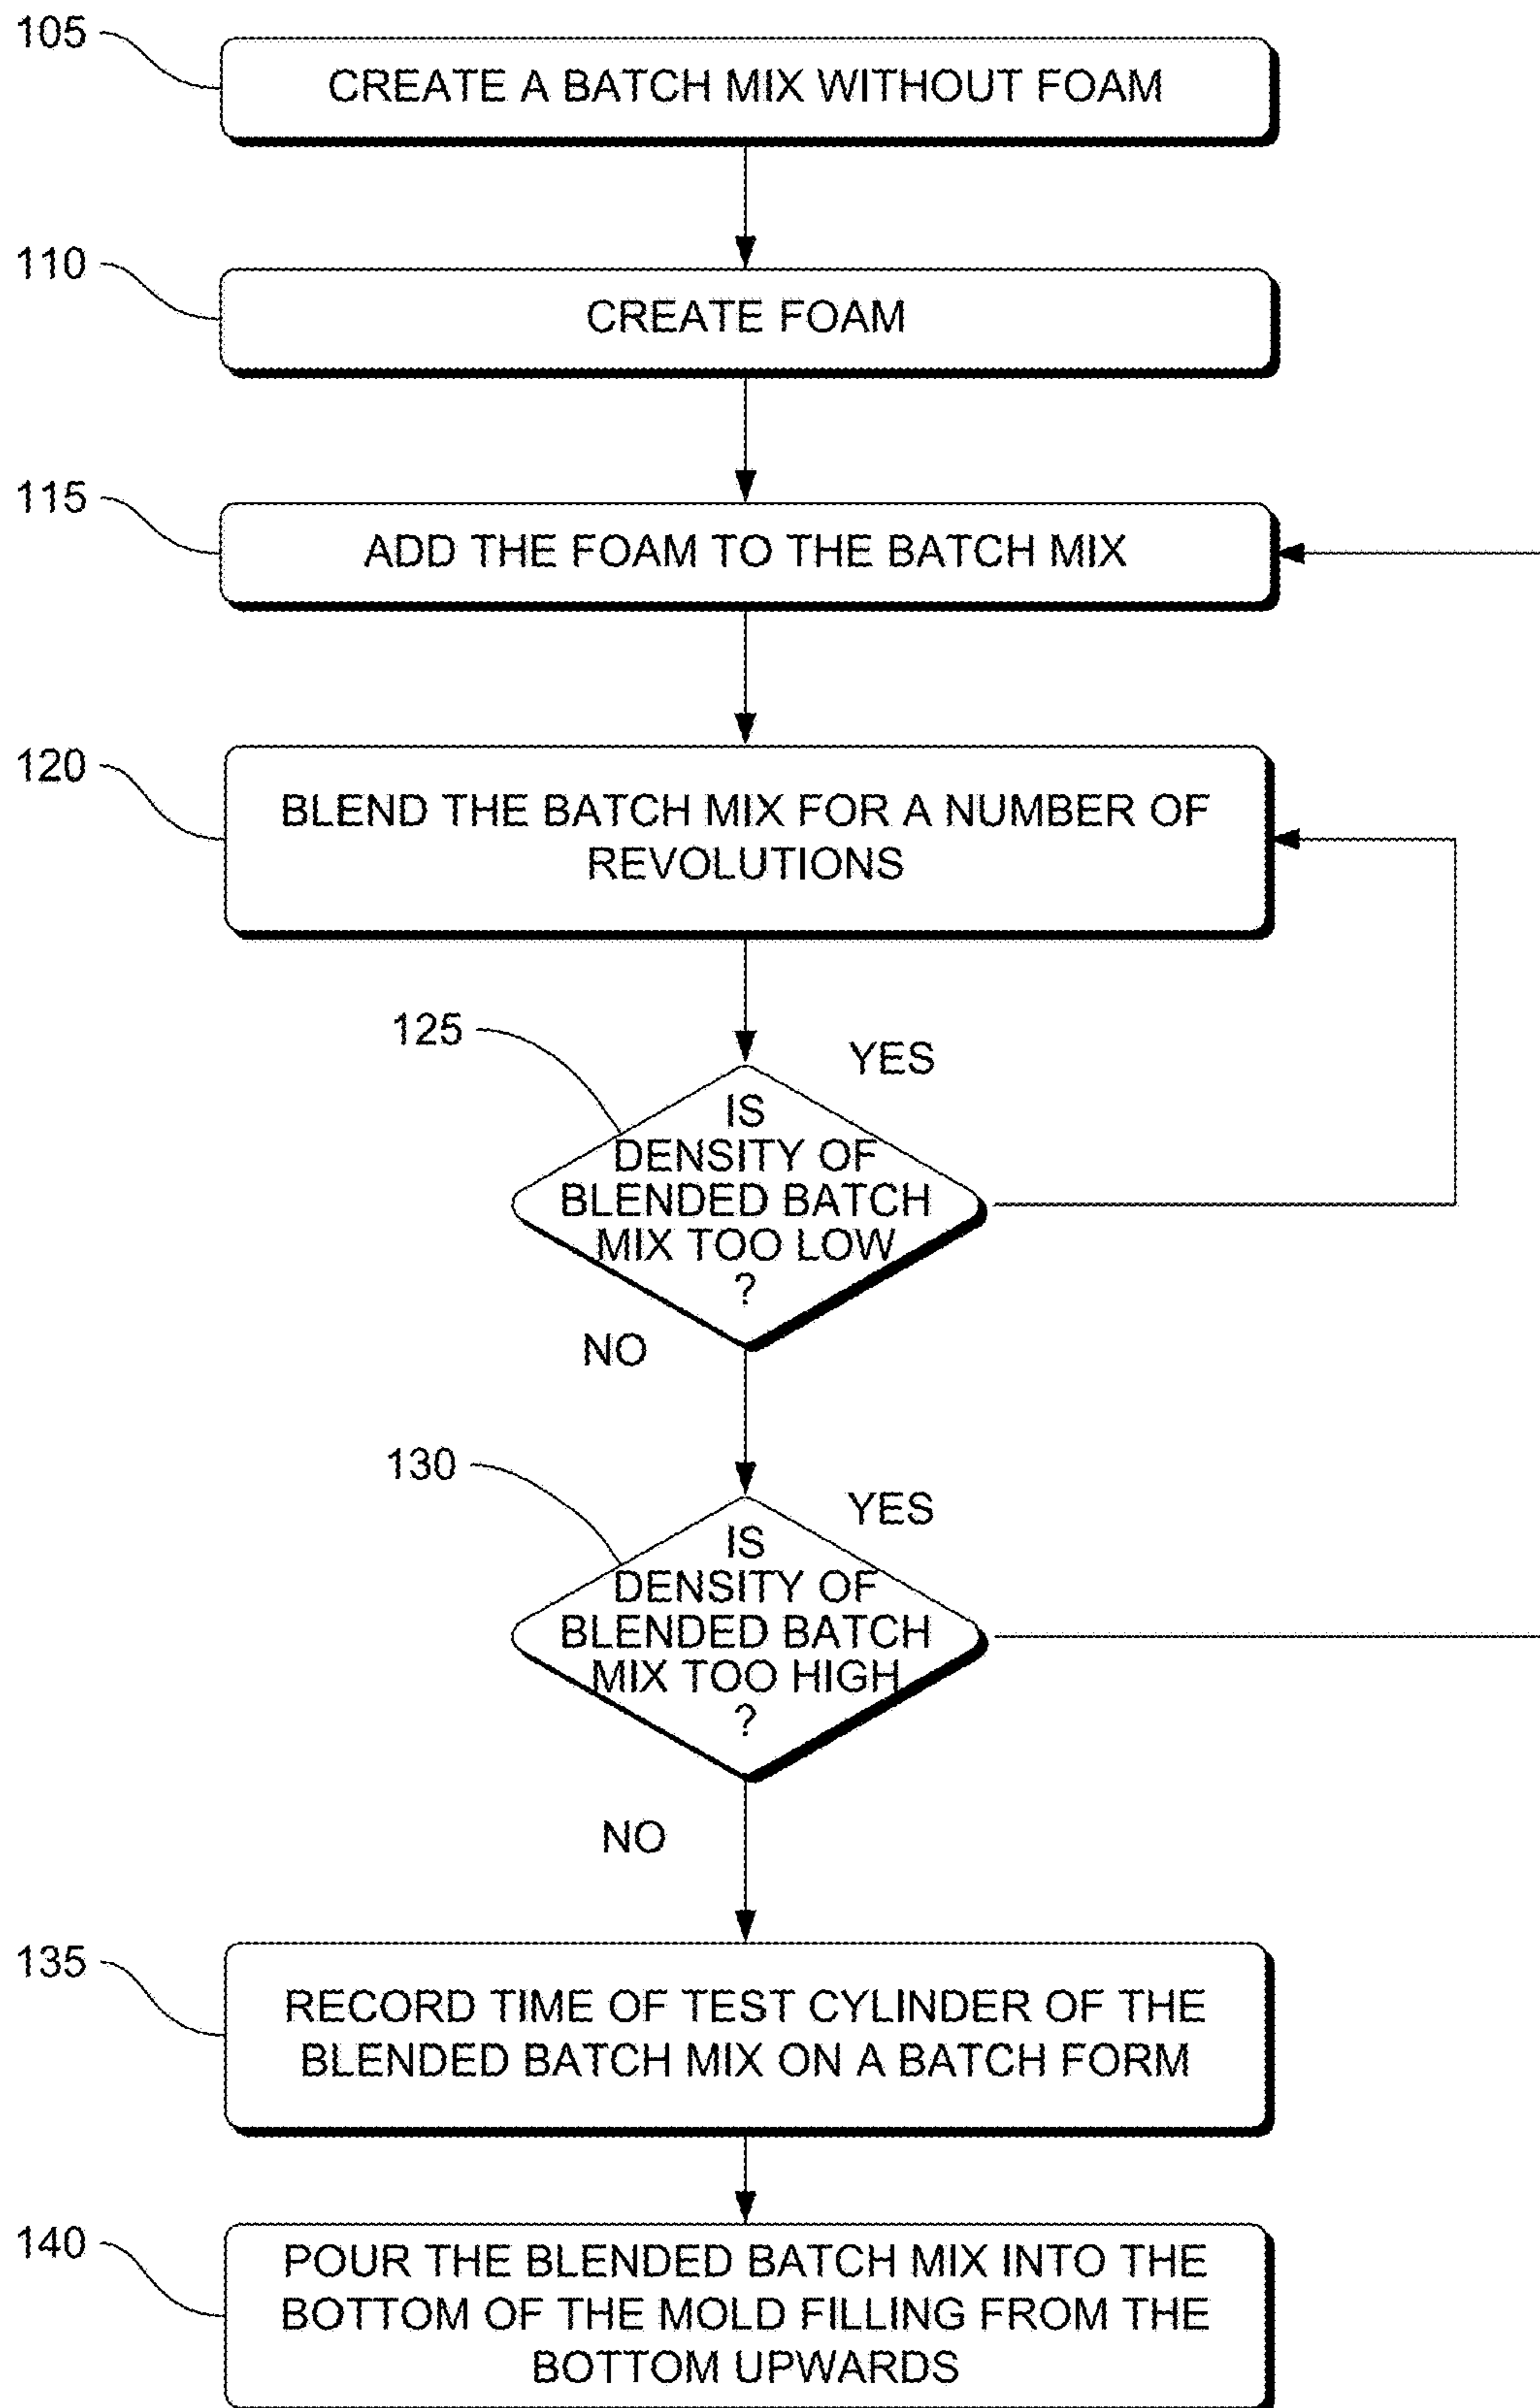 105
CREATE A BATCH MIX WITHOUT FOAM
110
CREATE FOAM
115
ADD THE FOAM TO THE BATCH MIX
120
BLEND THE BATCH MIX FOR A NUMBER OF
REVOLUTIONS
125
YES
IS
DENSITY OF
BLENDED BATCH
MIX TOO LOW
?
NO
130
YES
IS
DENSITY OF
BLENDED BATCH
MIX TOO HIGH
?
NO
135
RECORD TIME OF TEST CYLINDER OF THE
BLENDED BATCH MIX ON A BATCH FORM
140
POUR THE BLENDED BATCH MIX INTO THE
BOTTOM OF THE MOLD FILLING FROM THE
BOTTOM UPWARDS